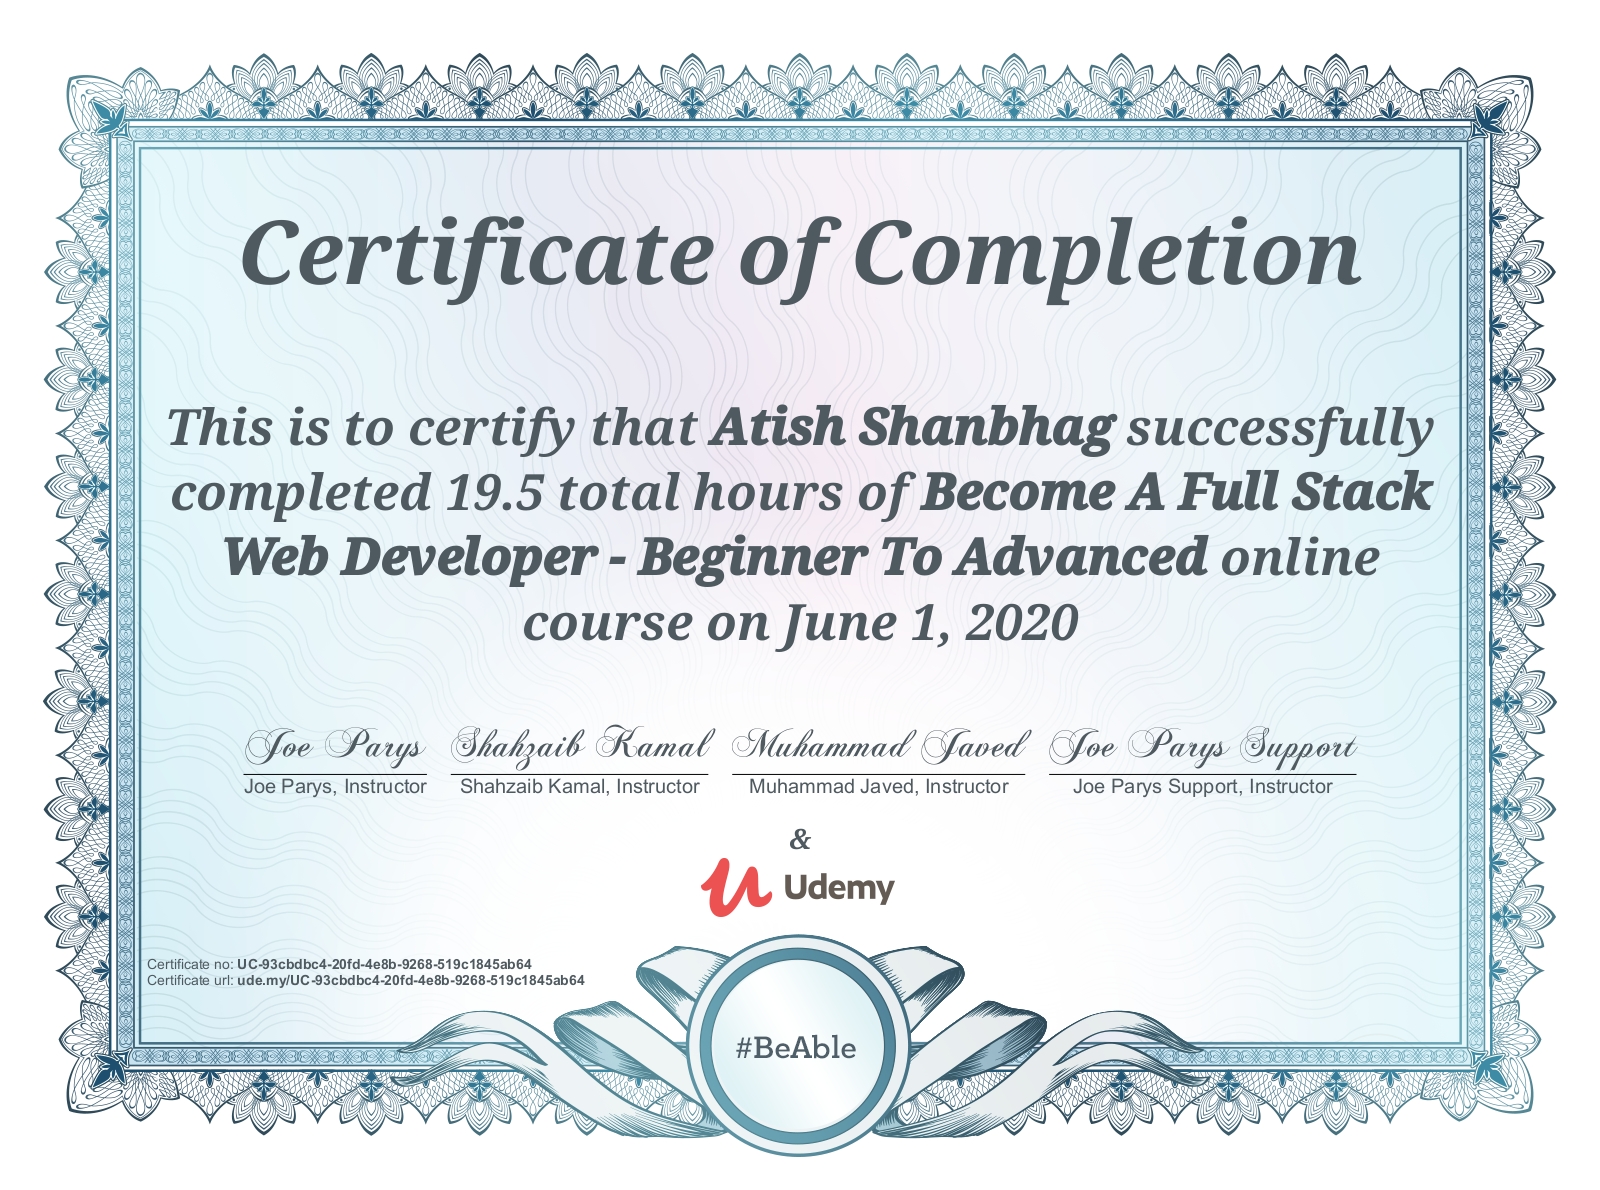 Certificate of Completion
This is to certify that Atish Shanbhag successfully
completed 19.5 total hours of Become A Full Stack
Web Developer - Beginner To Advanced online
course on June 1, 2020
Joe Parys Shahzaib Kamal Muhammad Javed Joe Parys Support
Joe Parys, Instructor Shahzaib Kamal, Instructor Muhammad Javed, Instructor Joe Parys Support, Instructor
&
Udemy
Certificate no: UC-93cbdbc4-20fd-4e8b-9268-519c1845ab64
Certificate url: ude.my/UC-93cbdbc4-20fd-4e8b-9268-519c1845ab64
#BeAble